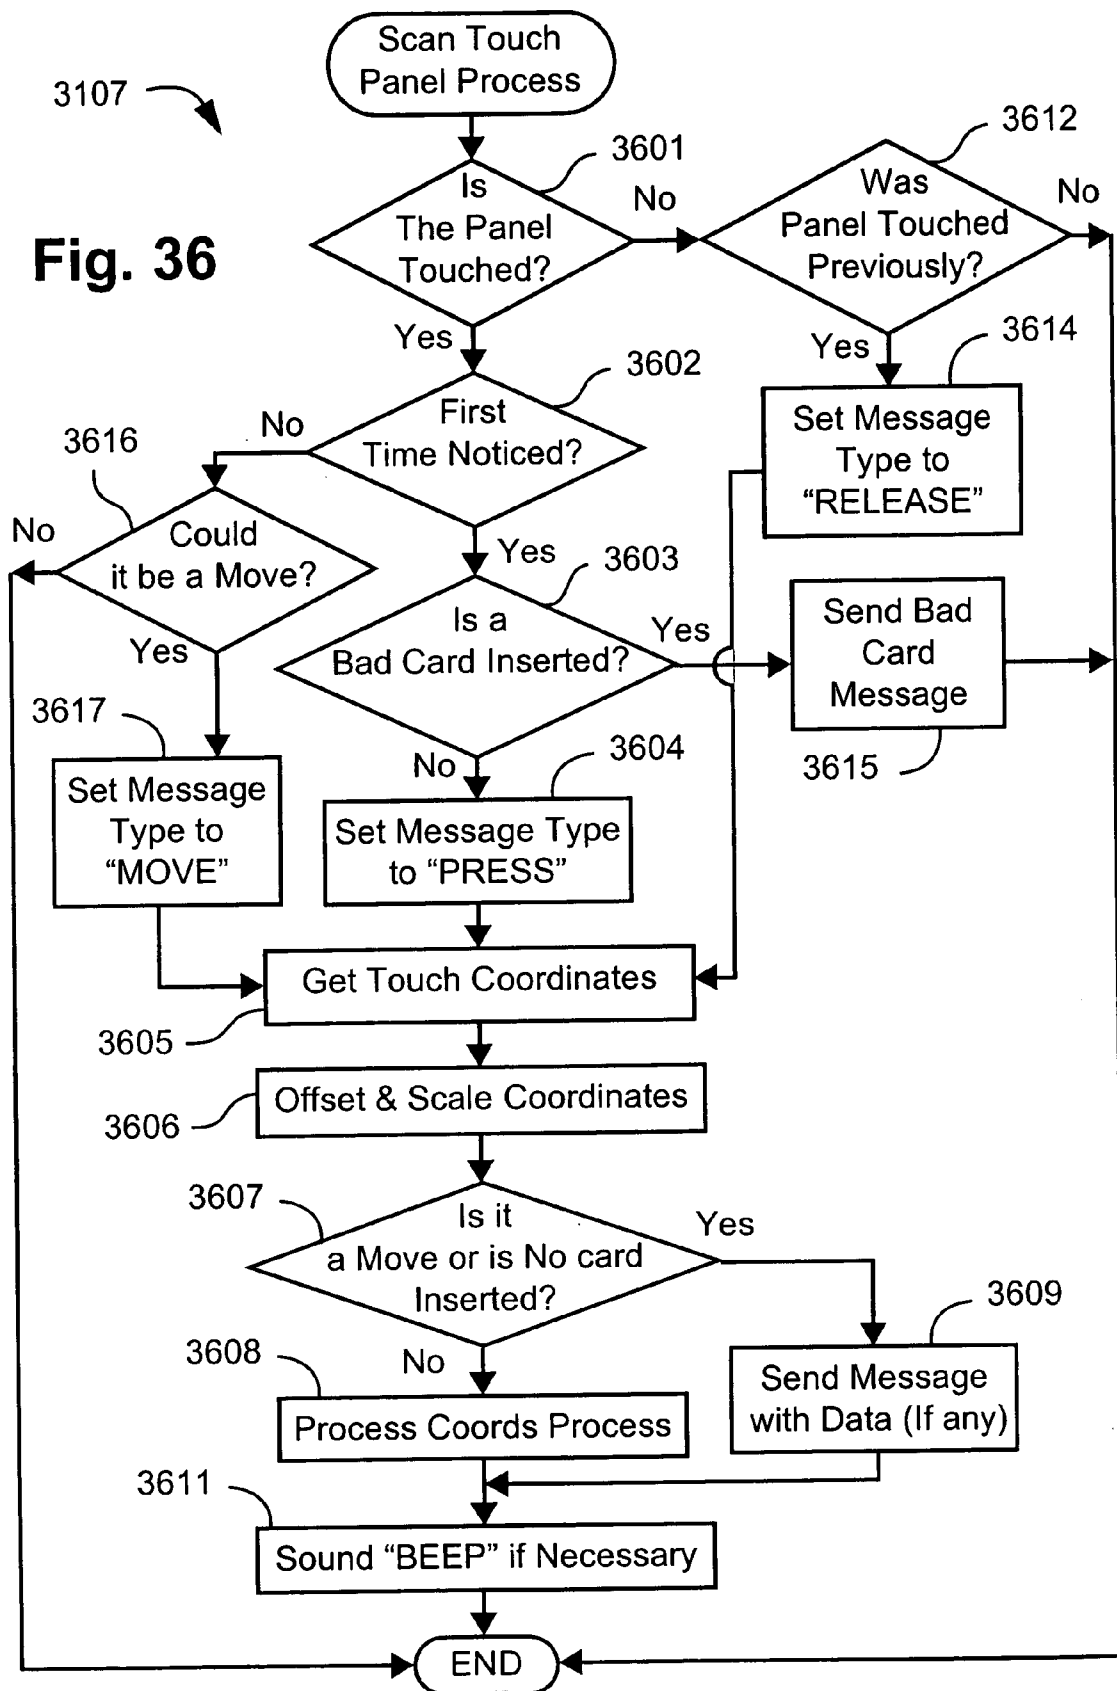 Scan Touch
Panel Process
3107
3601
3612
Fig. 36
Is
The Panel
Touched?
No
Was
Panel Touched
Previously?
No
Yes
Yes
3614
3602
First
Time Noticed?
No
3616
Set Message
Type to
“RELEASE”
No
Could
it be a Move?
Yes
Yes
3603
Is a
Bad Card Inserted?
Yes
Send Bad
Card
Message
3615
3617
No
3604
Set Message
Type to
“MOVE”
Set Message Type
to “PRESS”
Get Touch Coordinates
3605
Offset & Scale Coordinates
3606
3607
Is it
a Move or is No card
Inserted?
Yes
3609
No
3608
Send Message
with Data (If any)
Process Coords Process
3611
Sound “BEEP” if Necessary
END